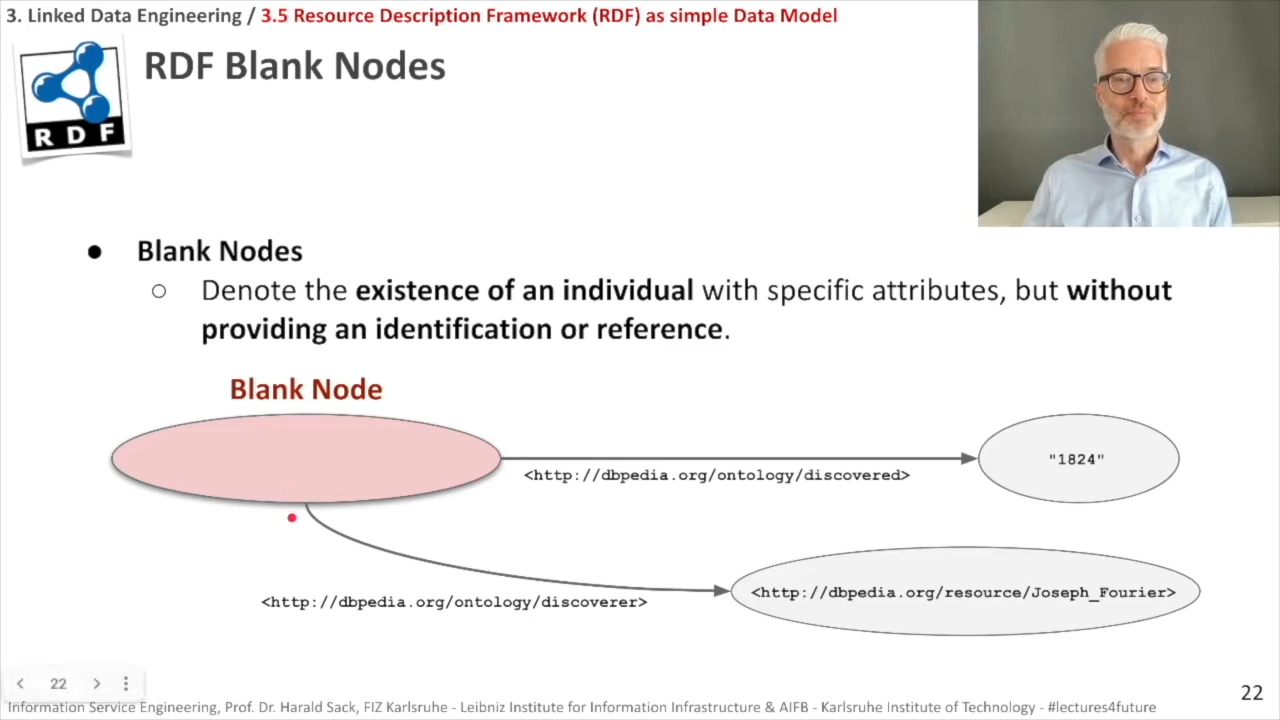 3. Linked Data Engineering / 3.5 Resource Description Framework (RDF) as simple Data Model
RDF
RDF Blank Nodes
● Blank Nodes
○ Denote the existence of an individual with specific attributes, but without
providing an identification or reference.
Blank Node
<http://dbpedia.org/ontology/discovered>
"1824"
<http://dbpedia.org/ontology/discoverer>
<http://dbpedia.org/resource/Joseph_Fourier>
22
22
Information Service Engineering, Prof. Dr. Harald Sack, FIZ Karlsruhe - Leibniz Institute for Information Infrastructure & AIFB - Karlsruhe Institute of Technology - #lectures4future